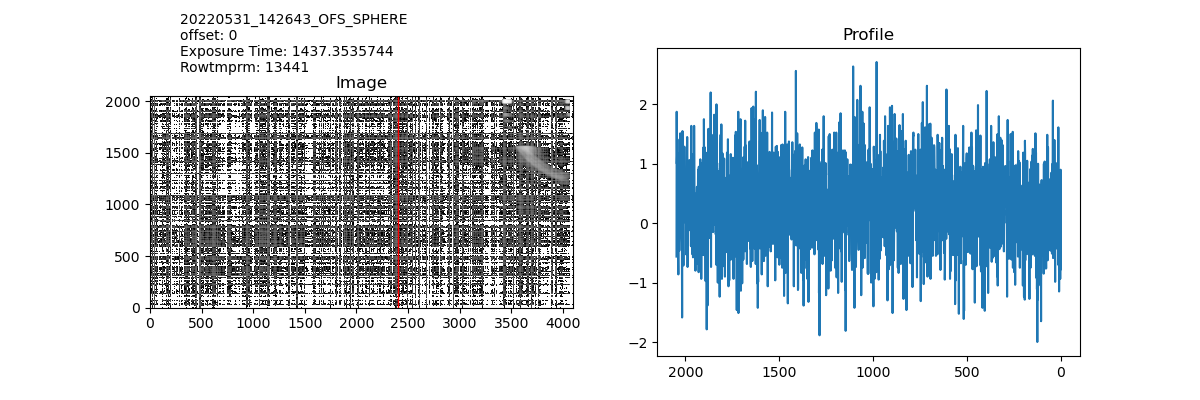 20220531_142643_OFS_SPHERE
offset: 0
Exposure Time: 1437.3535744
Rowtmprm: 13441
Image
2000
1500
1000
500
0
0 500 1000 1500 2000 2500 3000 3500 4000
Profile
2
1
0
−1
−2
2000 1500 1000 500 0